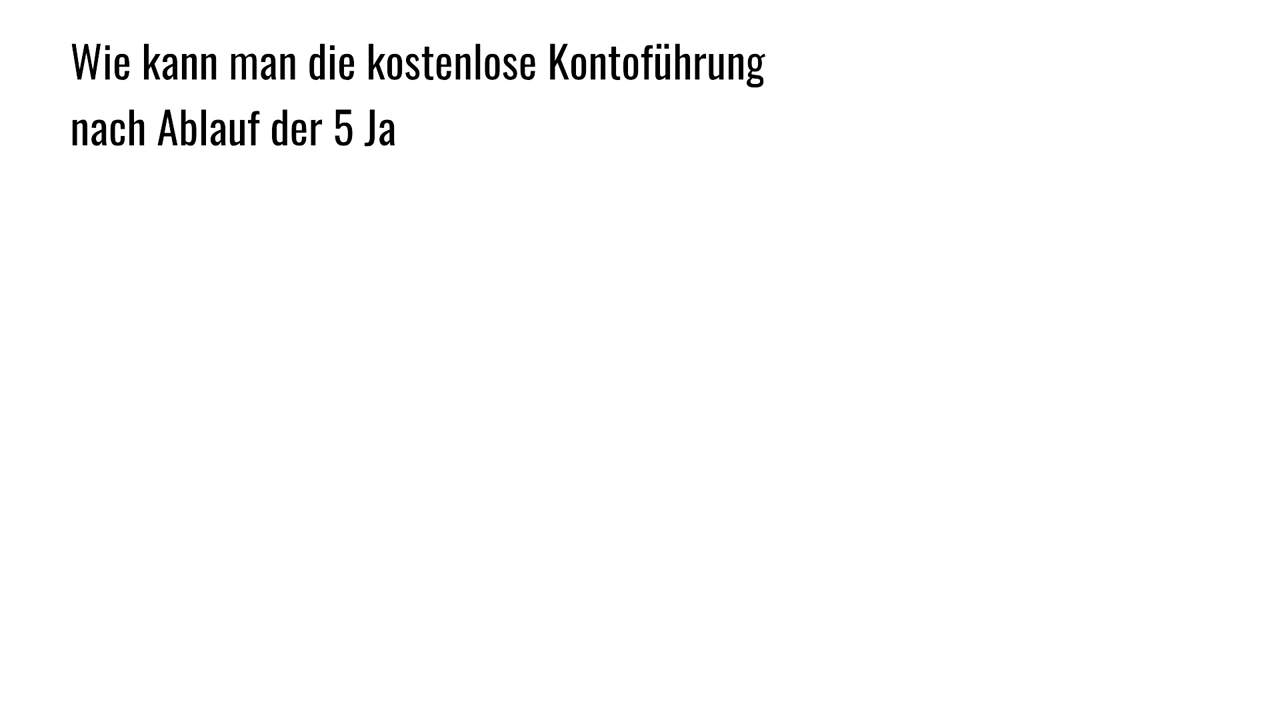 Wie kann man die kostenlose Kontoführung
nach Ablauf der 5 Ja